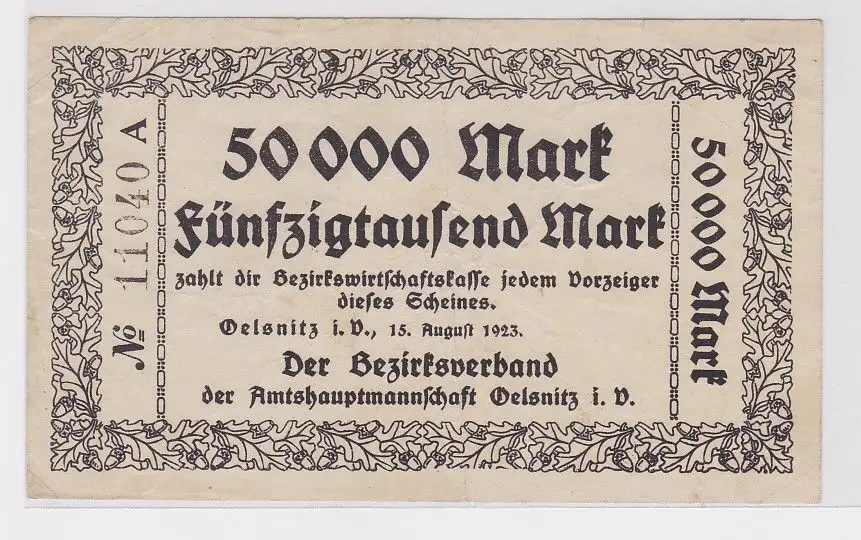 № 11040 A
50 000 Mark
Fünfzigtauſend Mark
zahlt dir Bezirkswirtſchaftskaſſe jedem Vorzeiger
dieſes Scheines.
Oelsnitz i. V., 15. Auguſt 1923.
Der Bezirksverband
der Amtshauptmannſchaft Oelsnitz i. V.
50000 Mark